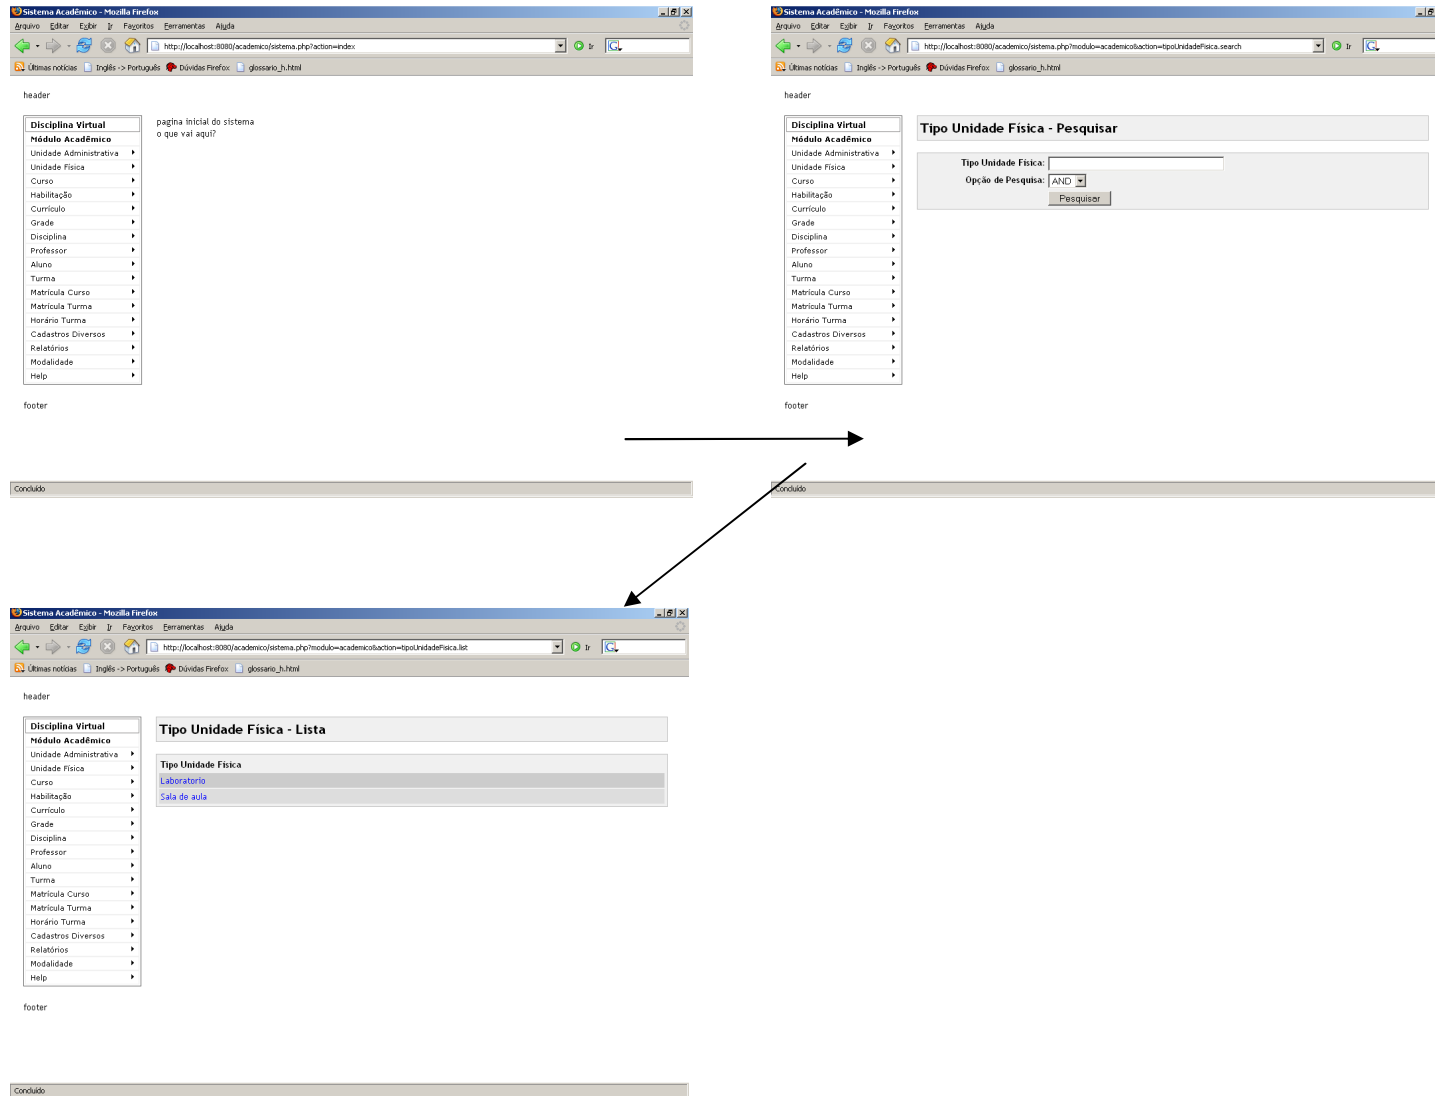 Sistema Acadêmico - Mozilla Firefox
Arquivo Editar Exibir Ir Favoritos Ferramentas Ajuda
http://localhost:8080/academico/sistema.php?action=index
Ir
Últimas notícias Inglês -> Português Dúvidas Firefox glossario_h.html
header
Disciplina Virtual
Módulo Acadêmico
Unidade Administrativa
Unidade Física
Curso
Habilitação
Currículo
Grade
Disciplina
Professor
Aluno
Turma
Matrícula Curso
Matrícula Turma
Horário Turma
Cadastros Diversos
Relatórios
Modalidade
Help
pagina inicial do sistema
o que vai aqui?
footer
Concluído
Sistema Acadêmico - Mozilla Firefox
Arquivo Editar Exibir Ir Favoritos Ferramentas Ajuda
http://localhost:8080/academico/sistema.php?modulo=academico&action=tipoUnidadeFisica.search
Ir
Últimas notícias Inglês -> Português Dúvidas Firefox glossario_h.html
header
Disciplina Virtual
Módulo Acadêmico
Unidade Administrativa
Unidade Física
Curso
Habilitação
Currículo
Grade
Disciplina
Professor
Aluno
Turma
Matrícula Curso
Matrícula Turma
Horário Turma
Cadastros Diversos
Relatórios
Modalidade
Help
Tipo Unidade Física - Pesquisar
Tipo Unidade Física:
Opção de Pesquisa: AND
Pesquisar
footer
Concluído
Sistema Acadêmico - Mozilla Firefox
Arquivo Editar Exibir Ir Favoritos Ferramentas Ajuda
http://localhost:8080/academico/sistema.php?modulo=academico&action=tipoUnidadeFisica.list
Ir
Últimas notícias Inglês -> Português Dúvidas Firefox glossario_h.html
header
Disciplina Virtual
Módulo Acadêmico
Unidade Administrativa
Unidade Física
Curso
Habilitação
Currículo
Grade
Disciplina
Professor
Aluno
Turma
Matrícula Curso
Matrícula Turma
Horário Turma
Cadastros Diversos
Relatórios
Modalidade
Help
Tipo Unidade Física - Lista
Tipo Unidade Física
Laboratorio
Sala de aula
footer
Concluído